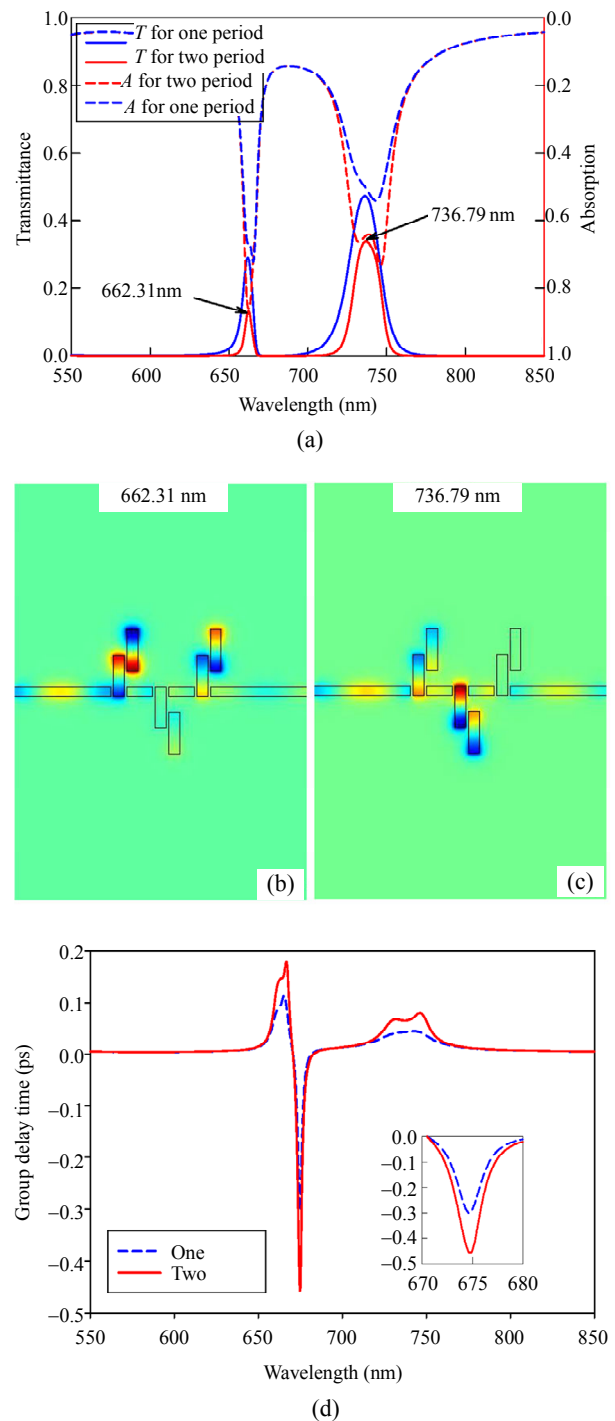 T for one period
T for two period
A for two period
A for one period
1.0
0.8
0.6
0.4
0.2
0.0
Transmittance
0.0
0.2
0.4
0.6
0.8
1.0
Absorption
736.79 nm
662.31nm
550 600 650 700 750 800 850
Wavelength (nm)
(a)
662.31 nm
736.79 nm
(b)
(c)
0.2
0.1
0.0
−0.1
−0.2
−0.3
−0.4
−0.5
Group delay time (ps)
One
Two
0.0
−0.1
−0.2
−0.3
−0.4
−0.5
670 675 680
550 600 650 700 750 800 850
Wavelength (nm)
(d)